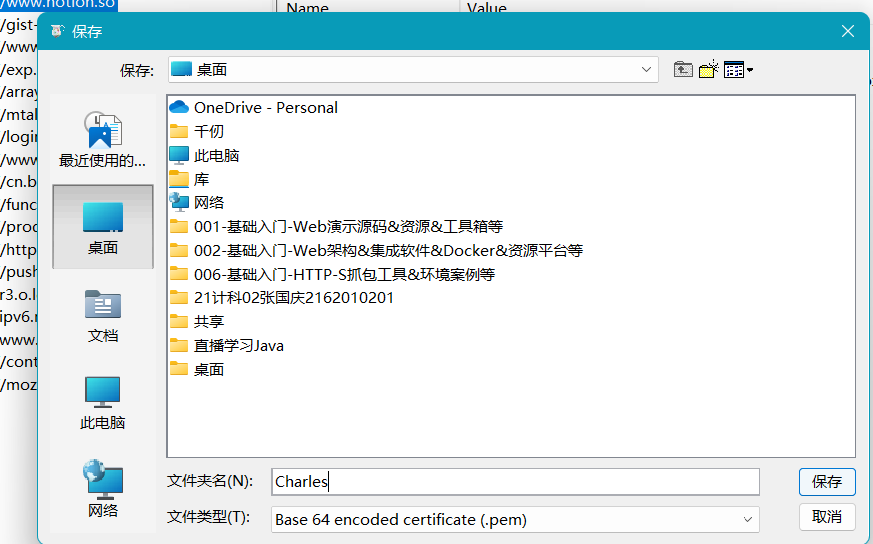 /www.notion.so
Name Value
保存
/gist-
/www
/exp.
/array
/mtal
/login
/www
/cn.b
/func
/prod
/http
/push
r3.o.l
ipv6.r
www.
/cont
/moz
保存:
桌面
最近使用的...
桌面
文档
此电脑
网络
OneDrive - Personal
千仞
此电脑
库
网络
001-基础入门-Web演示源码&资源&工具箱等
002-基础入门-Web架构&集成软件&Docker&资源平台等
006-基础入门-HTTP-S抓包工具&环境案例等
21计科02张国庆2162010201
共享
直播学习Java
桌面
文件夹名(N): Charles 保存
文件类型(T): Base 64 encoded certificate (.pem) 取消